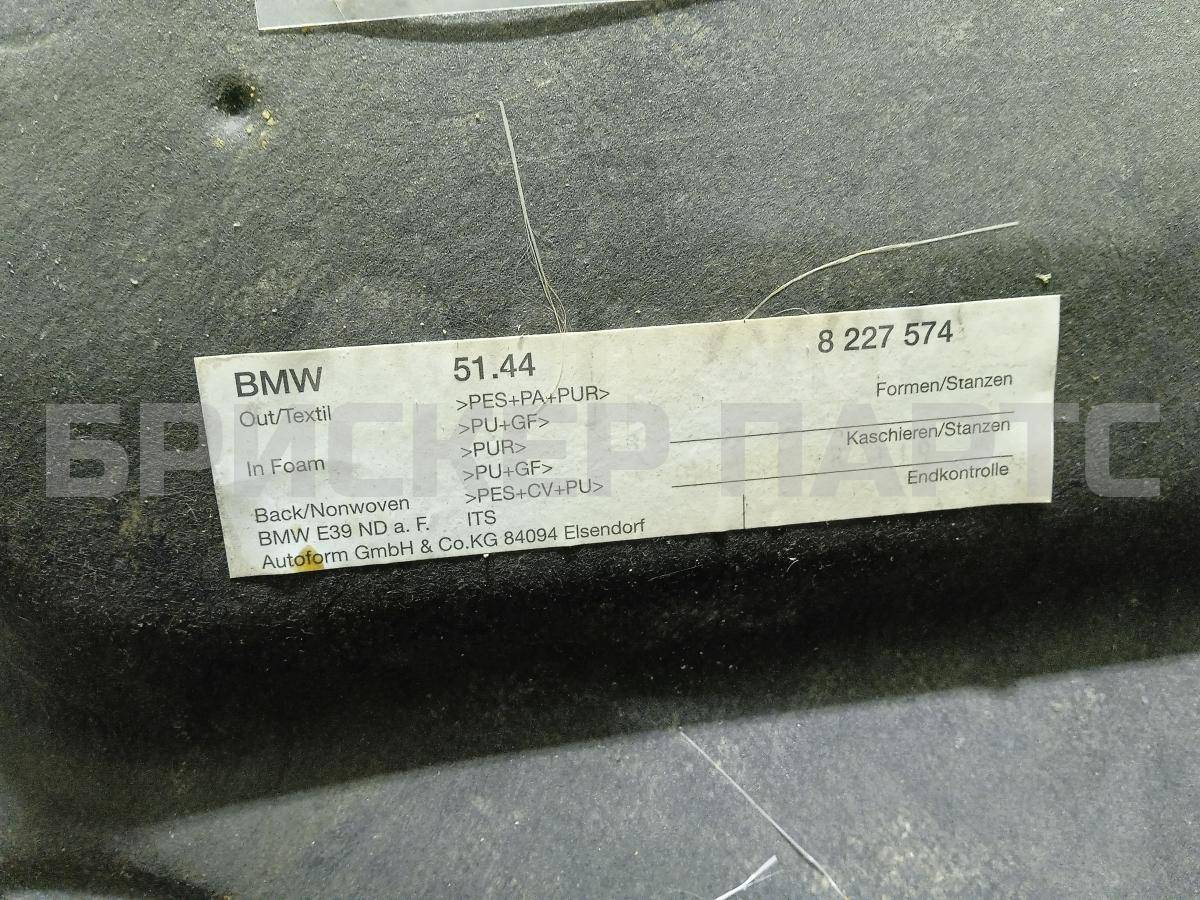 BMW 51.44 8 227 574
Out/Textil >PES+PA+PUR> Formen/Stanzen
>PU+GF>
In Foam >PUR> Kaschieren/Stanzen
>PU+GF>
Back/Nonwoven >PES+CV+PU> Endkontrolle
BMW E39 ND a. F. ITS
Autoform GmbH & Co.KG 84094 Elsendorf
БРИСКЕР ПАРТС